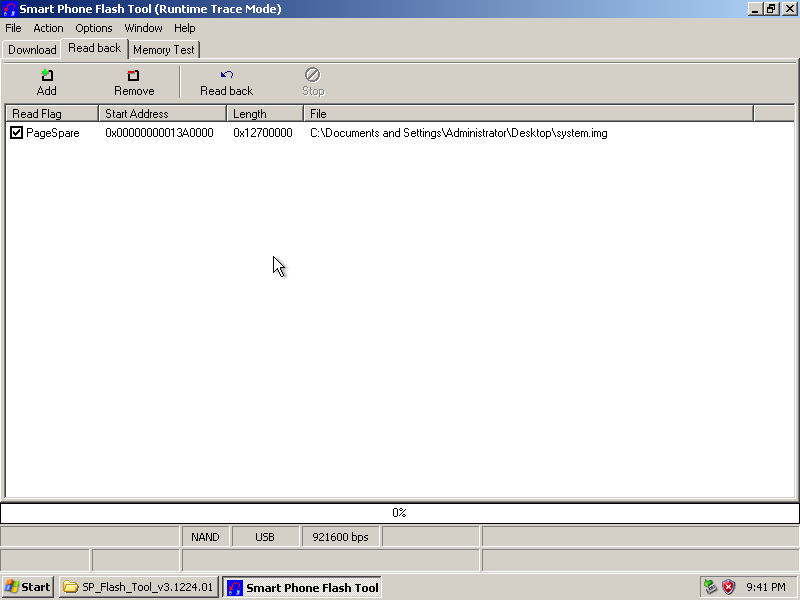 Smart Phone Flash Tool (Runtime Trace Mode)
File Action Options Window Help
Download Read back Memory Test
Add Remove Read back Stop
Read Flag Start Address Length File
PageSpare 0x00000000013A0000 0x12700000 C:\Documents and Settings\Administrator\Desktop\system.img
0%
NAND USB 921600 bps
Start SP_Flash_Tool_v3.1224.01 Smart Phone Flash Tool 9:41 PM